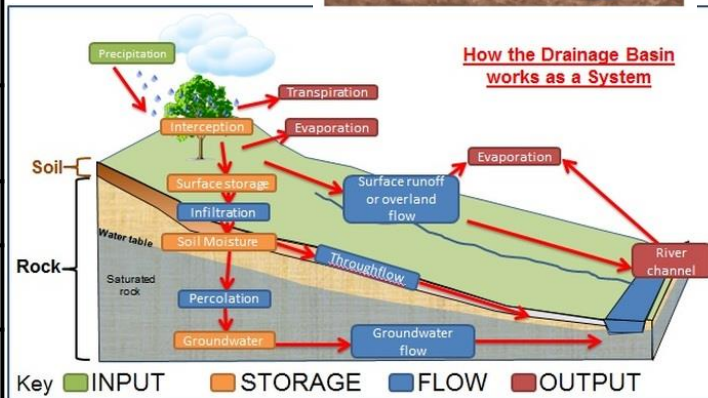 How the Drainage Basin
works as a System
Precipitation
Transpiration
Interception
Evaporation
Evaporation
Soil
Surface storage
Surface runoff
or overland
flow
Infiltration
Water table
Soil Moisture
River
channel
Rock
Throughflow
Saturated
rock
Percolation
Groundwater
Groundwater
flow
Key INPUT STORAGE FLOW OUTPUT